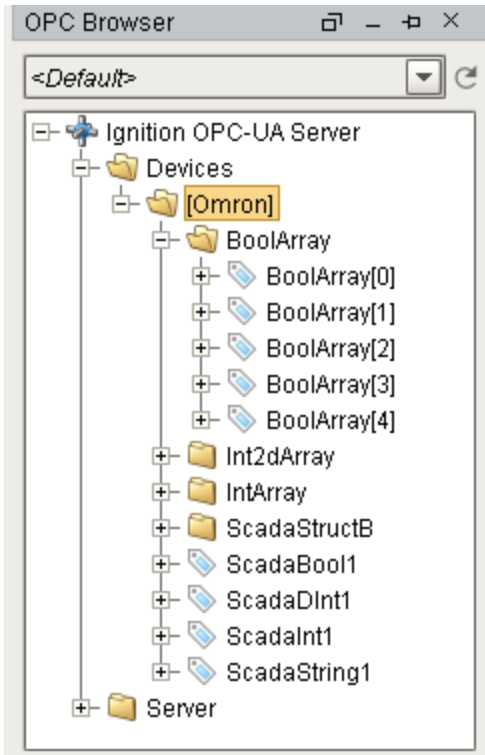 OPC Browser
<Default>
Ignition OPC-UA Server
Devices
[Omron]
BoolArray
BoolArray[0]
BoolArray[1]
BoolArray[2]
BoolArray[3]
BoolArray[4]
Int2dArray
IntArray
ScadaStructB
ScadaBool1
ScadaDInt1
ScadaInt1
ScadaString1
Server